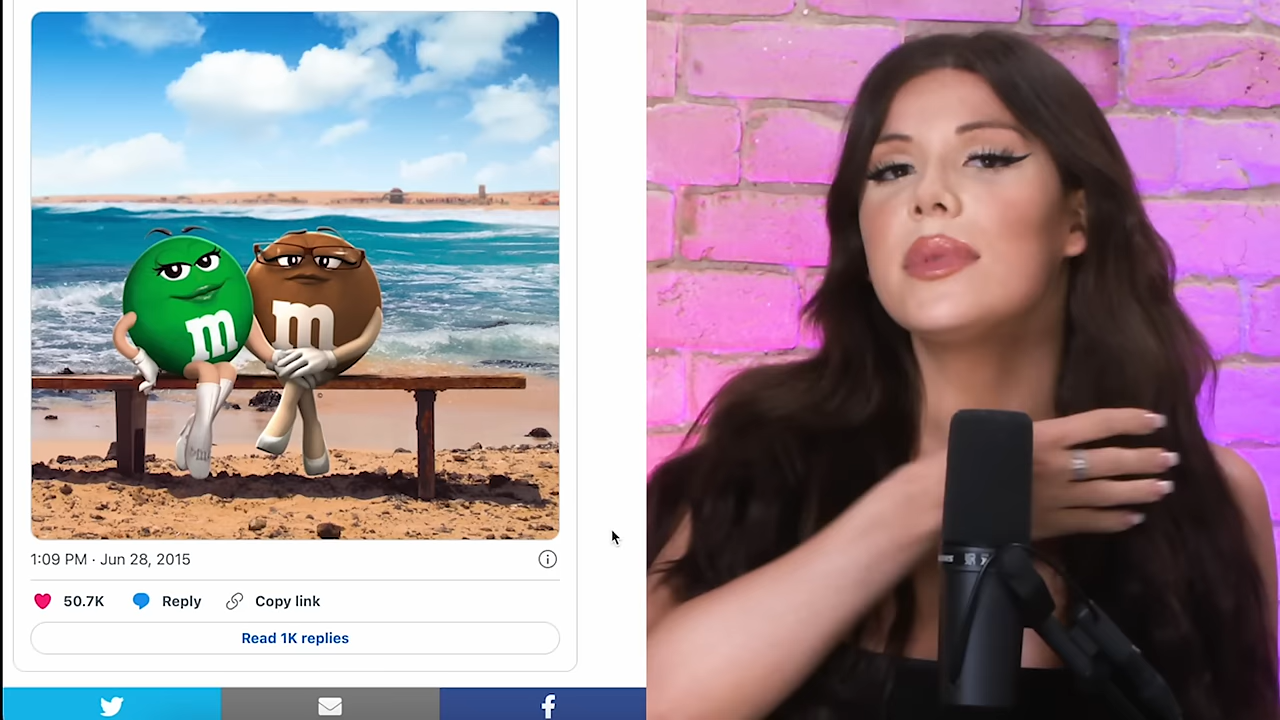 m
m
1:09 PM · Jun 28, 2015
50.7K Reply Copy link
Read 1K replies